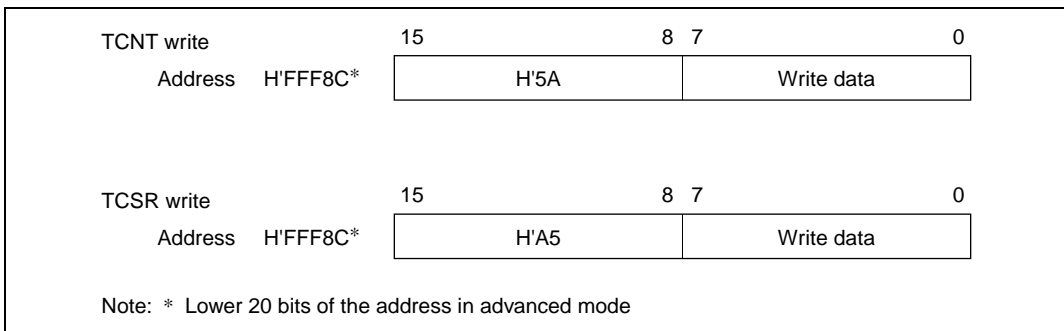 TCNT write 15 8 7 0
Address H'FFF8C* H'5A Write data
TCSR write 15 8 7 0
Address H'FFF8C* H'A5 Write data
Note: * Lower 20 bits of the address in advanced mode